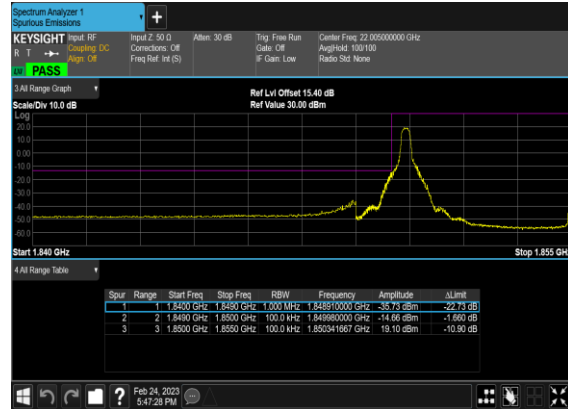 Spectrum Analyzer 1
Spurious Emissions
+
KEYSIGHT Input: RF Input Z: 50 Ω Atten: 30 dB Trig: Free Run Center Freq: 22.005000000 GHz
R T Coupling: DC Corrections: Off Gate: Off Avg|Hold: 100/100
Align: Off Freq Ref: Int (S) IF Gain: Low Radio Std: None
PASS
3 All Range Graph Ref Lvl Offset 15.40 dB
Scale/Div 10.0 dB Ref Value 30.00 dBm
Log
20.0
10.0
0.00
-10.0
-20.0
-30.0
-40.0
-50.0
-60.0
Start 1.840 GHz Stop 1.855 GHz
4 All Range Table
Spur Range Start Freq Stop Freq RBW Frequency Amplitude ΔLimit
1 1 1.8400 GHz 1.8490 GHz 1.000 MHz 1.848910000 GHz -35.73 dBm -22.73 dB
2 2 1.8490 GHz 1.8500 GHz 100.0 kHz 1.849980000 GHz -14.66 dBm -1.660 dB
3 3 1.8500 GHz 1.8550 GHz 100.0 kHz 1.850341667 GHz 19.10 dBm -10.90 dB
? Feb 24, 2023
5:47:28 PM